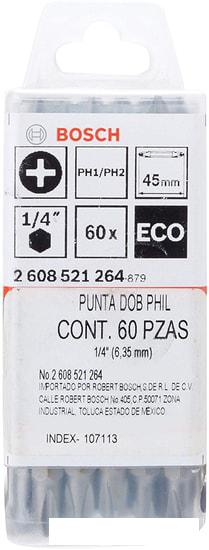 BOSCH
PH1/PH2
45mm
1/4"
60x
ECO
2 608 521 264-879
PUNTA DOB PHIL
CONT. 60 PZAS
1/4" (6,35 mm)
No.2 608 521 264
IMPORTADO POR ROBERT BOSCH,S.DE R.L. DE C.V.
CALLE ROBERT BOSCH No 405,C.P.50071 ZONA
INDUSTRIAL, TOLUCA ESTADO DE MÉXICO.
INDEX- 107113